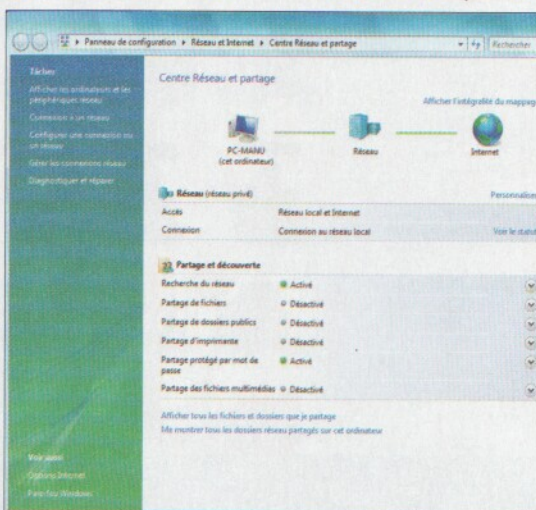 Panneau de configuration ▸ Réseau et Internet ▸ Centre Réseau et partage
Rechercher
Tâches
Afficher les ordinateurs et les
périphériques réseau
Connexion à un réseau
Configurer une connexion ou
un réseau
Gérer les connexions réseau
Diagnostiquer et réparer
Centre Réseau et partage
Afficher l'intégralité du mappage
PC-MANU
(cet ordinateur)
Réseau
Internet
Réseau (réseau privé)
Personnaliser
Accès
Réseau local et Internet
Connexion
Connexion au réseau local
Voir le statut
Partage et découverte
Recherche du réseau
Activé
Partage de fichiers
Désactivé
Partage de dossiers publics
Désactivé
Partage d'imprimante
Désactivé
Partage protégé par mot de
passe
Activé
Partage des fichiers multimédias
Désactivé
Afficher tous les fichiers et dossiers que je partage
Me montrer tous les dossiers réseau partagés sur cet ordinateur
Voir aussi
Options Internet
Pare-feu Windows